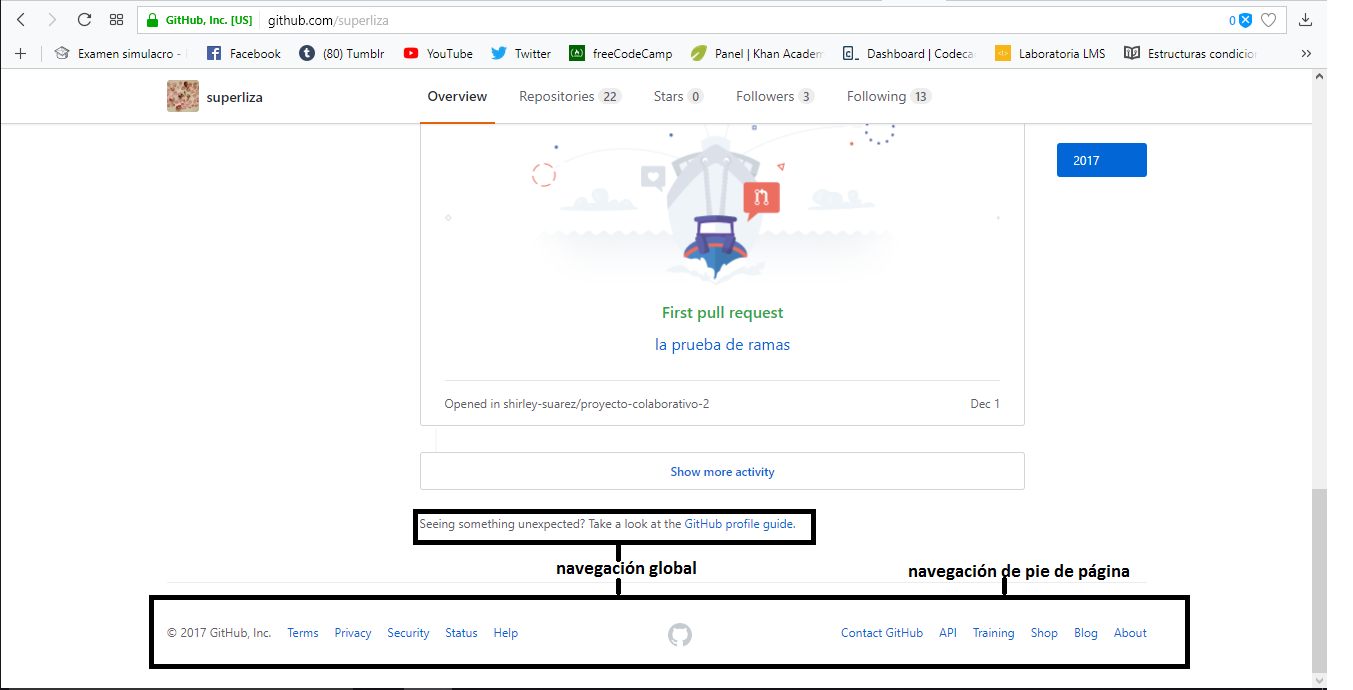 GitHub, Inc. [US] github.com/superliza 0
Examen simulacro - Facebook (80) Tumblr YouTube Twitter freeCodeCamp Panel | Khan Academ Dashboard | Codeca Laboratoria LMS Estructuras condicion
superliza Overview Repositories 22 Stars 0 Followers 3 Following 13
2017
First pull request
la prueba de ramas
Opened in shirley-suarez/proyecto-colaborativo-2 Dec 1
Show more activity
Seeing something unexpected? Take a look at the GitHub profile guide.
navegación global navegación de pie de página
© 2017 GitHub, Inc. Terms Privacy Security Status Help Contact GitHub API Training Shop Blog About